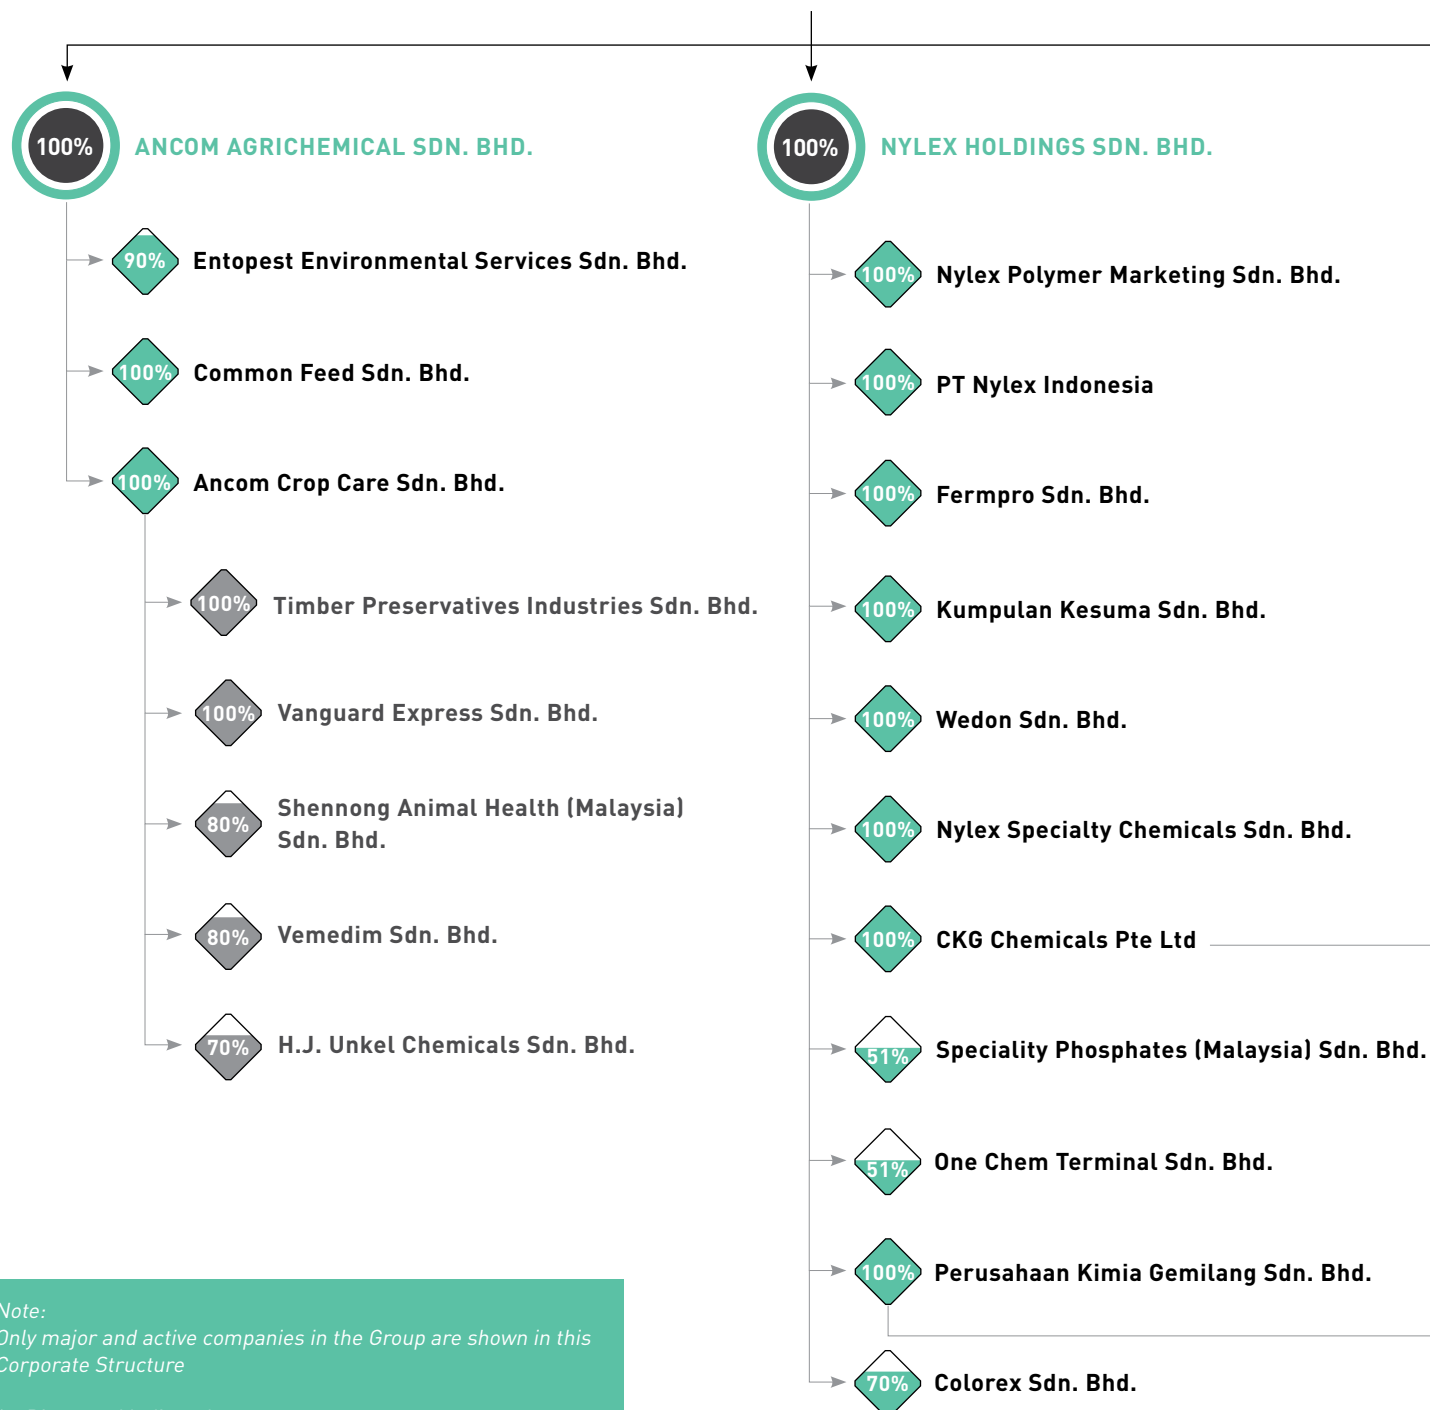 100%
ANCOM AGRICHEMICAL SDN. BHD.
90%
Entopest Environmental Services Sdn. Bhd.
100%
Common Feed Sdn. Bhd.
100%
Ancom Crop Care Sdn. Bhd.
100%
Timber Preservatives Industries Sdn. Bhd.
100%
Vanguard Express Sdn. Bhd.
80%
Shennong Animal Health (Malaysia)
Sdn. Bhd.
80%
Vemedim Sdn. Bhd.
70%
H.J. Unkel Chemicals Sdn. Bhd.
Note:
Only major and active companies in the Group are shown in this
Corporate Structure
100%
NYLEX HOLDINGS SDN. BHD.
100%
Nylex Polymer Marketing Sdn. Bhd.
100%
PT Nylex Indonesia
100%
Fermpro Sdn. Bhd.
100%
Kumpulan Kesuma Sdn. Bhd.
100%
Wedon Sdn. Bhd.
100%
Nylex Specialty Chemicals Sdn. Bhd.
100%
CKG Chemicals Pte Ltd
51%
Speciality Phosphates (Malaysia) Sdn. Bhd.
51%
One Chem Terminal Sdn. Bhd.
100%
Perusahaan Kimia Gemilang Sdn. Bhd.
70%
Colorex Sdn. Bhd.